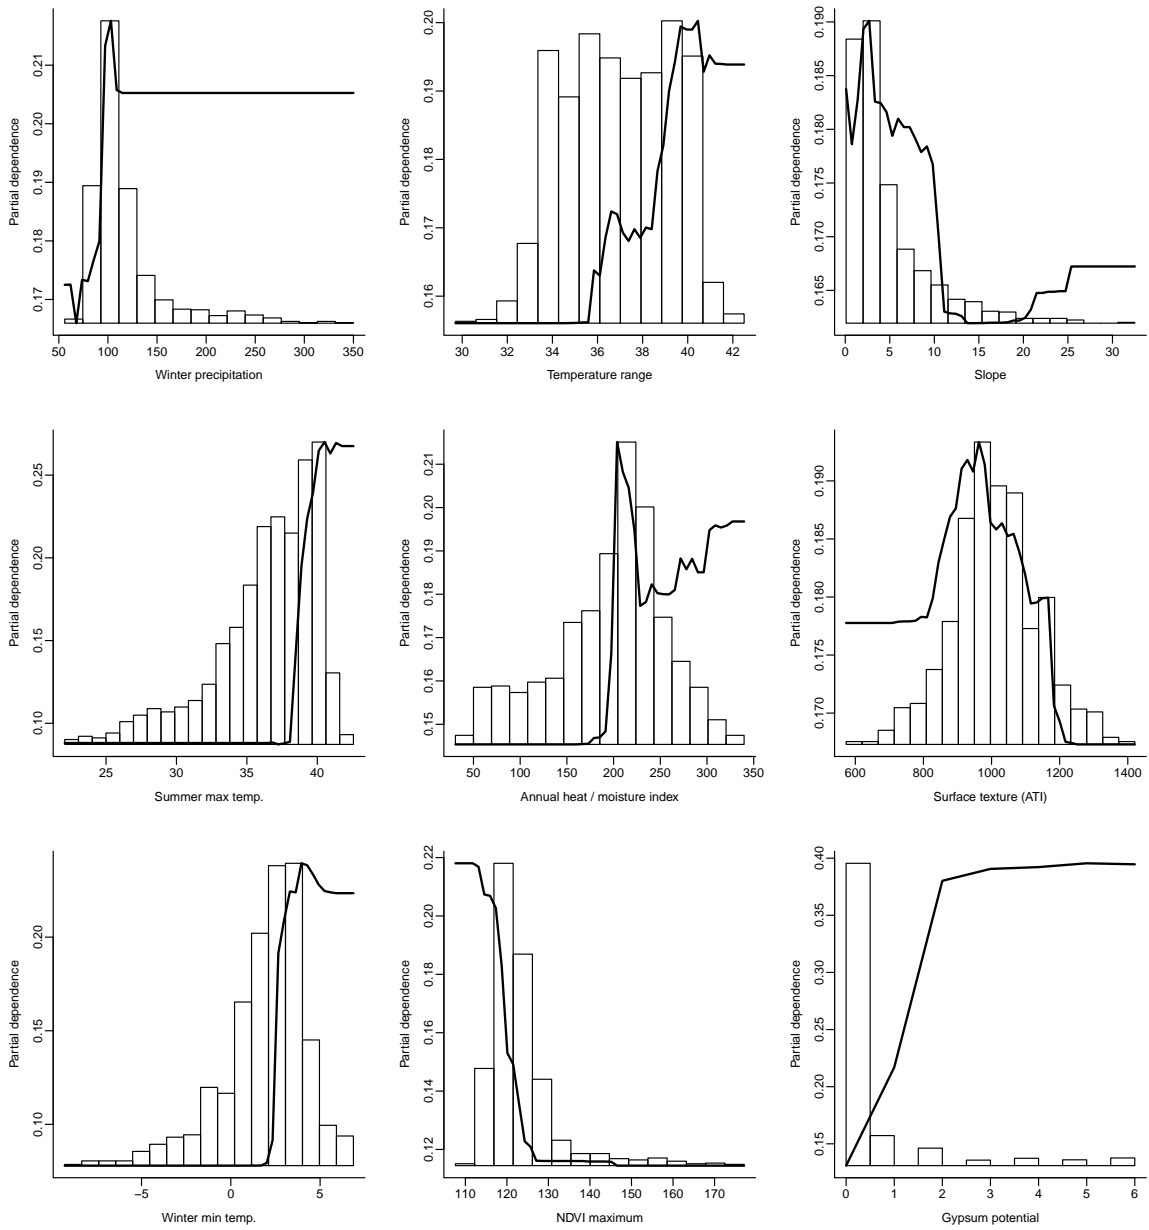 Partial dependence
0.17 0.18 0.19 0.20 0.21
50 100 150 200 250 300 350
Winter precipitation
Partial dependence
0.16 0.17 0.18 0.19 0.20
30 32 34 36 38 40 42
Temperature range
Partial dependence
0.165 0.170 0.175 0.180 0.185 0.190
0 5 10 15 20 25 30
Slope
Partial dependence
0.10 0.15 0.20 0.25
25 30 35 40
Summer max temp.
Partial dependence
0.15 0.16 0.17 0.18 0.19 0.20 0.21
50 100 150 200 250 300 350
Annual heat / moisture index
Partial dependence
0.170 0.175 0.180 0.185 0.190
600 800 1000 1200 1400
Surface texture (ATI)
Partial dependence
0.10 0.15 0.20
−5 0 5
Winter min temp.
Partial dependence
0.12 0.14 0.16 0.18 0.20 0.22
110 120 130 140 150 160 170
NDVI maximum
Partial dependence
0.15 0.20 0.25 0.30 0.35 0.40
0 1 2 3 4 5 6
Gypsum potential